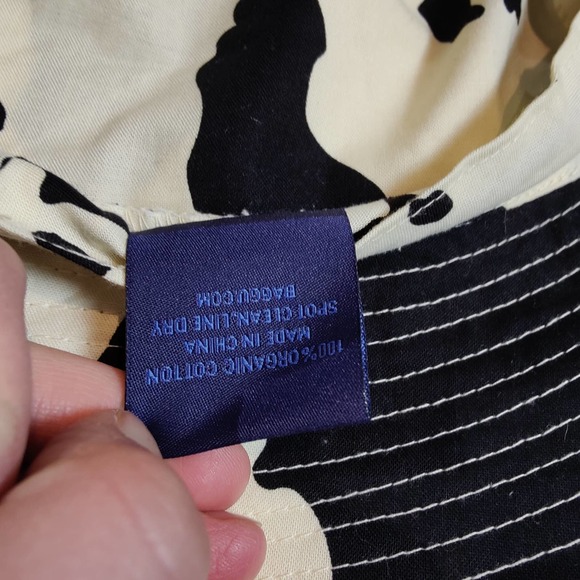 100% ORGANIC COTTON
MADE IN CHINA
SPOT CLEAN.LINE DRY
BAGGU.COM